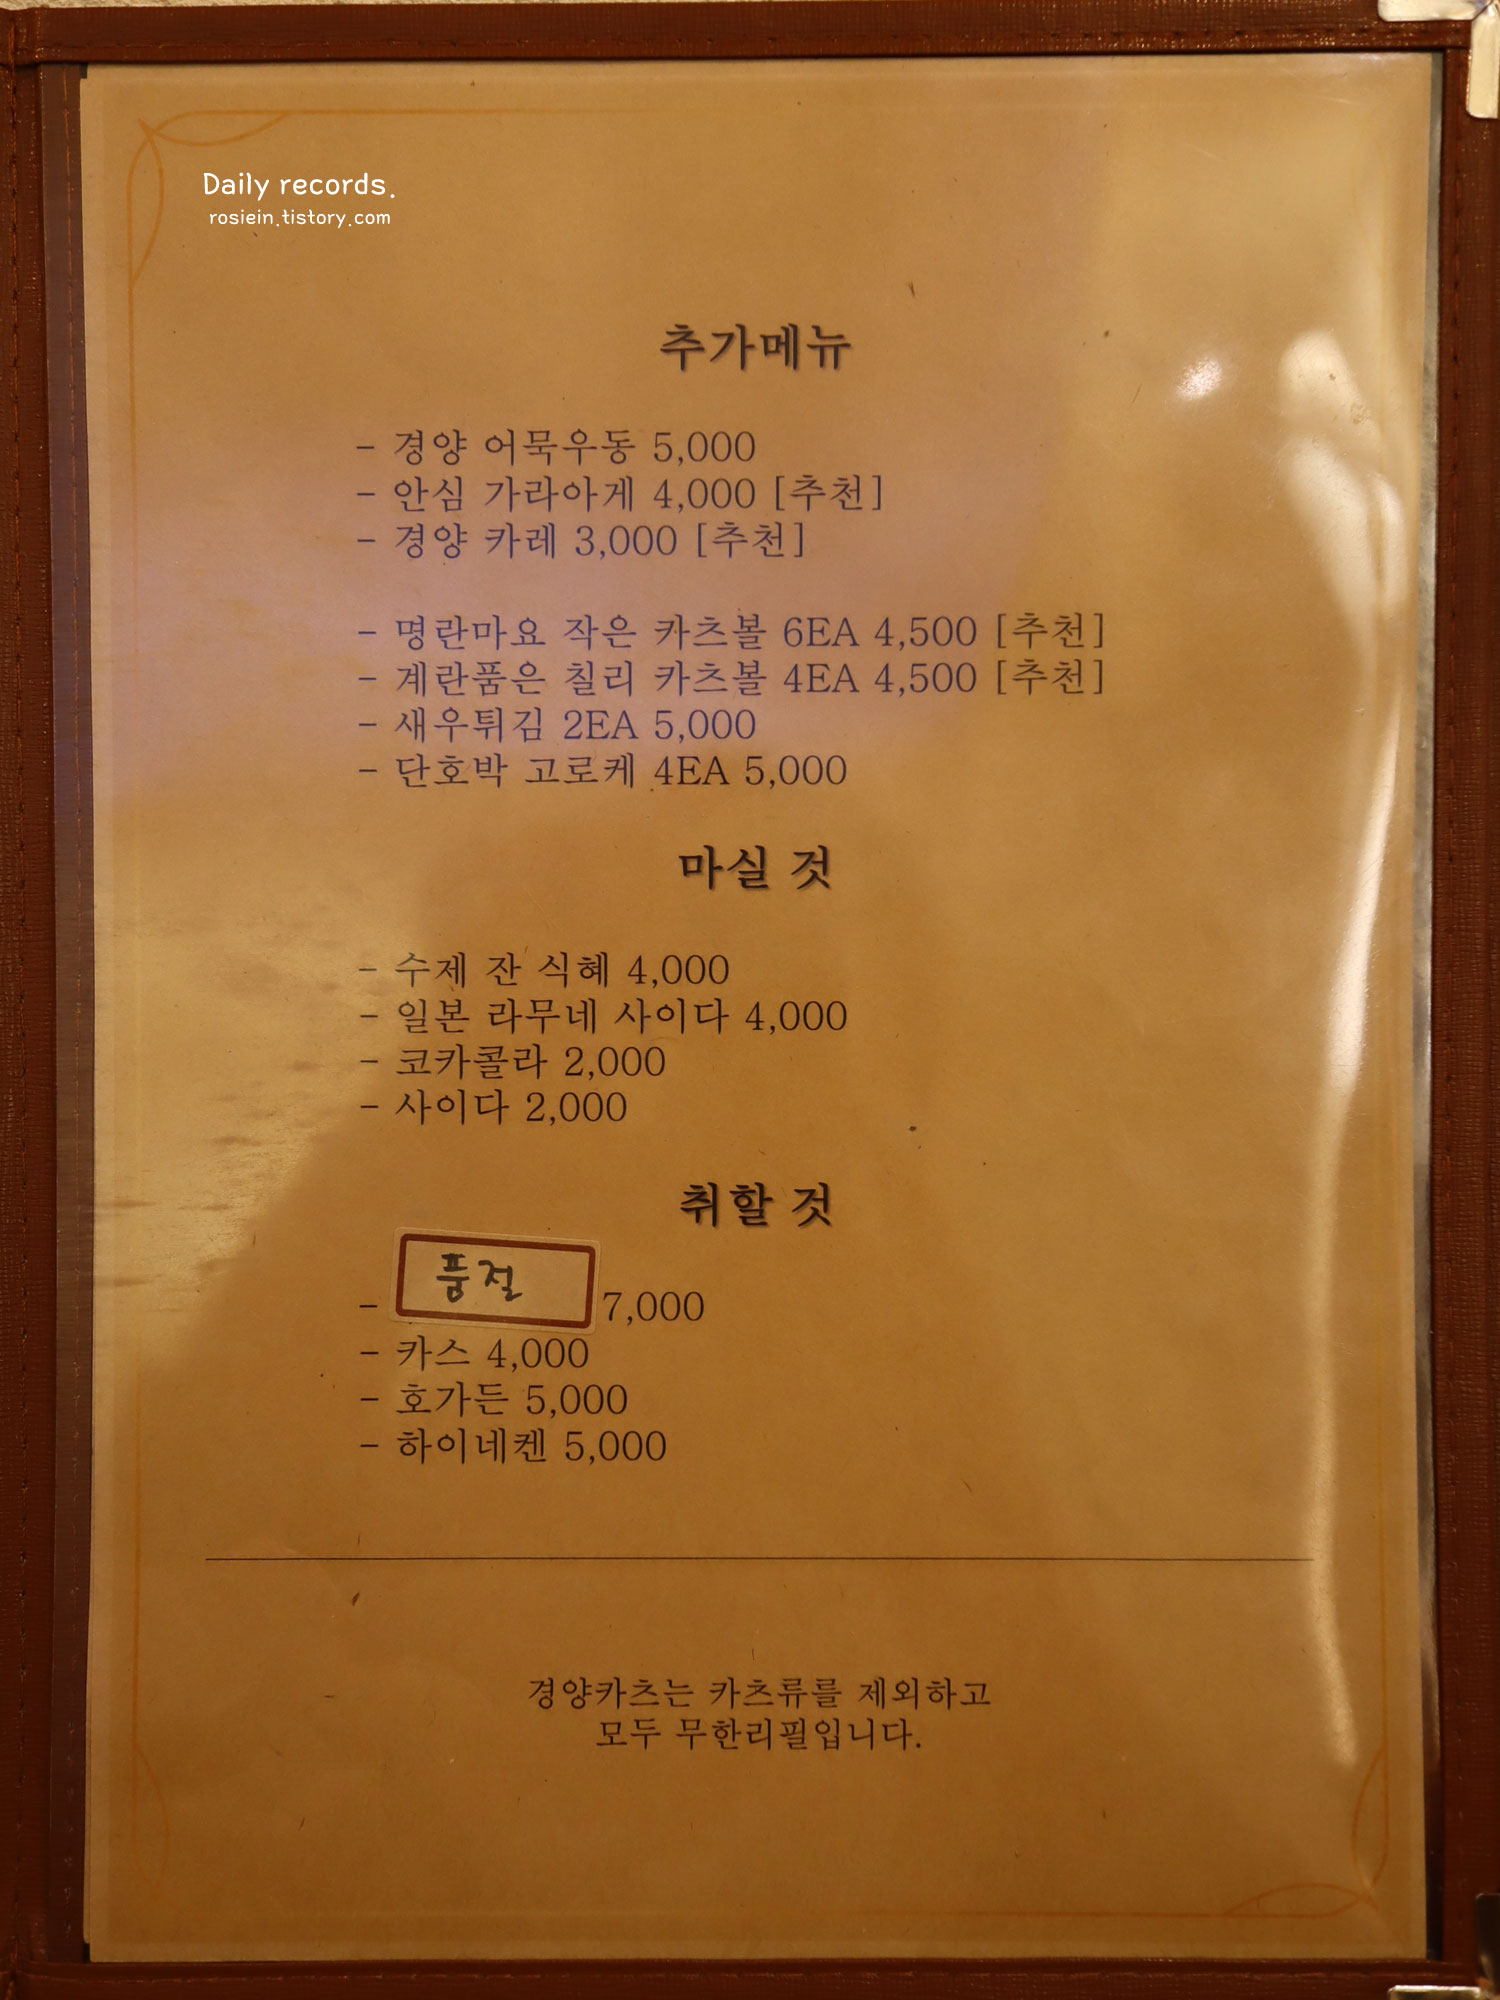 Daily records.
rosiein.tistory.com
추가메뉴
- 경양 어묵우동 5,000
- 안심 가라아게 4,000 [추천]
- 경양 카레 3,000 [추천]
- 명란마요 작은 카츠볼 6EA 4,500 [추천]
- 계란품은 칠리 카츠볼 4EA 4,500 [추천]
- 새우튀김 2EA 5,000
- 단호박 고로케 4EA 5,000
마실 것
- 수제 잔 식혜 4,000
- 일본 라무네 사이다 4,000
- 코카콜라 2,000
- 사이다 2,000
취할 것
- 품절 7,000
- 카스 4,000
- 호가든 5,000
- 하이네켄 5,000
경양카츠는 카츠류를 제외하고
모두 무한리필입니다.